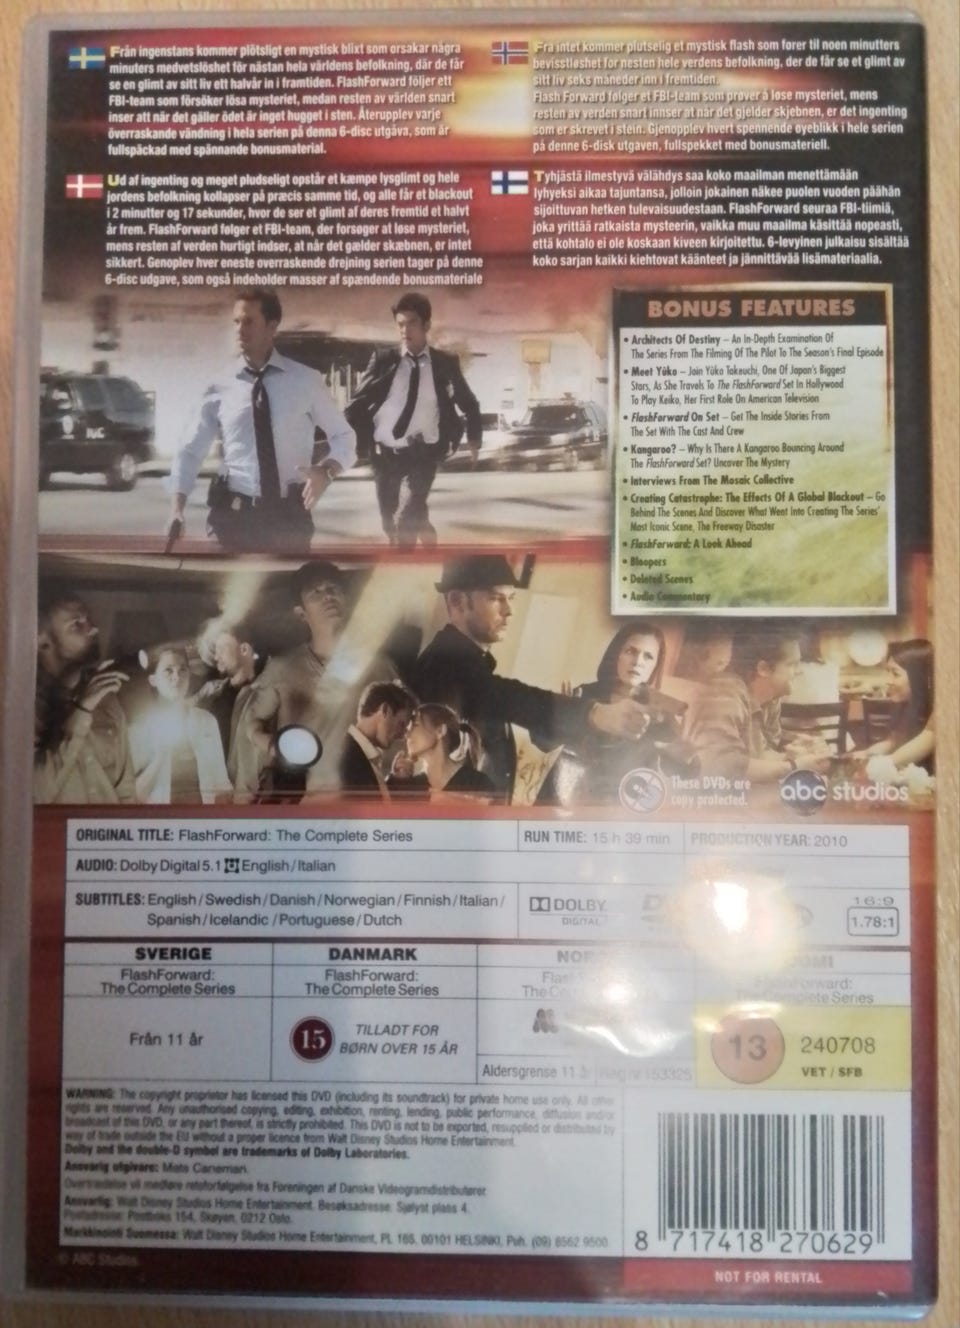 Från ingenstans kommer plötsligt en mystisk blixt som orsakar några
minuters medvetslöshet för nästan hela världens befolkning, där de får
se en glimt av sitt liv ett halvår in i framtiden. FlashForward följer ett
FBI-team som försöker lösa mysteriet, medan resten av världen snart
inser att när det gäller ödet är inget hugget i sten. Återupplev varje
överraskande vändning i hela serien på denna 6-disc utgåva, som är
fullspäckad med spännande bonusmaterial.
Fra intet kommer plutselig et mystisk flash som fører til noen minutters
bevisstløshet for nesten hele verdens befolkning, der de får se et glimt av
sitt liv seks måneder inn i fremtiden.
Flash Forward følger et FBI-team som prøver å løse mysteriet, mens
resten av verden snart innser at når det gjelder skjebnen, er det ingenting
som er skrevet i stein. Gjenopplev hvert spennende øyeblikk i hele serien
på denne 6-disk utgaven, fullspekket med bonusmateriell.
Ud af ingenting og meget pludseligt opstår et kæmpe lysglimt og hele
jordens befolkning kollapser på præcis samme tid, og alle får et blackout
i 2 minutter og 17 sekunder, hvor de ser et glimt af deres fremtid et halvt
år frem. FlashForward følger et FBI-team, der forsøger at løse mysteriet,
mens resten af verden hurtigt indser, at når det gælder skæbnen, er intet
sikkert. Genoplev hver eneste overraskende drejning serien tager på denne
6-disc udgave, som også indeholder masser af spændende bonusmateriale
Tyhjästä ilmestyvä välähdys saa koko maailman menettämään
lyhyeksi aikaa tajuntansa, jolloin jokainen näkee puolen vuoden päähän
sijoittuvan hetken tulevaisuudestaan. FlashForward seuraa FBI-tiimiä,
joka yrittää ratkaista mysteerin, vaikka muu maailma käsittää nopeasti,
että kohtalo ei ole koskaan kiveen kirjoitettu. 6-levyinen julkaisu sisältää
koko sarjan kaikki kiehtovat käänteet ja jännittävää lisämateriaalia.
BONUS FEATURES
• Architects Of Destiny – An In-Depth Examination Of
The Series From The Filming Of The Pilot To The Season's Final Episode
• Meet Yûko – Join Yûko Takeuchi, One Of Japan's Biggest
Stars, As She Travels To The FlashForward Set In Hollywood
To Play Keiko, Her First Role On American Television
• FlashForward On Set – Get The Inside Stories From
The Set With The Cast And Crew
• Kangaroo? – Why Is There A Kangaroo Bouncing Around
The FlashForward Set? Uncover The Mystery
• Interviews From The Mosaic Collective
• Creating Catastrophe: The Effects Of A Global Blackout – Go
Behind The Scenes And Discover What Went Into Creating The Series'
Most Iconic Scene, The Freeway Disaster
• FlashForward: A Look Ahead
• Bloopers
• Deleted Scenes
• Audio Commentary
These DVDs are
copy protected.
abc studios
ORIGINAL TITLE: FlashForward: The Complete Series
RUN TIME: 15 h 39 min
PRODUCTION YEAR: 2010
AUDIO: Dolby Digital 5.1 English / Italian
SUBTITLES: English / Swedish / Danish / Norwegian / Finnish / Italian /
Spanish / Icelandic / Portuguese / Dutch
DOLBY
DIGITAL
16:9
1.78:1
SVERIGE
FlashForward:
The Complete Series
Från 11 år
DANMARK
FlashForward:
The Complete Series
15
TILLADT FOR
BØRN OVER 15 ÅR
Aldersgrense 11 år
Reg nr 153325
The Complete Series
13
240708
VET / SFB
WARNING: The copyright proprietor has licensed this DVD (including its soundtrack) for private home use only. All other
rights are reserved. Any unauthorised copying, editing, exhibition, renting, lending, public performance, diffusion and/or
broadcast of this DVD, or any part thereof, is strictly prohibited. This DVD is not to be exported, resupplied or distributed by
way of trade outside the EU without a proper licence from Walt Disney Studios Home Entertainment.
Dolby and the double-D symbol are trademarks of Dolby Laboratories.
Ansvarig utgivare: Mats Caneman.
Overtrædelse vil medføre retsforfølgelse fra Foreningen af Danske Videogramdistributører
Ansvarlig: Walt Disney Studios Home Entertainment. Besøksadresse: Sjølyst plass 4.
Postadresse: Postboks 154, Skøyen, 0212 Oslo.
Markkinointi Suomessa: Walt Disney Studios Home Entertainment, PL 165, 00101 HELSINKI, Puh. (09) 8562 9500
8 717418 270629
© ABC Studios.
NOT FOR RENTAL